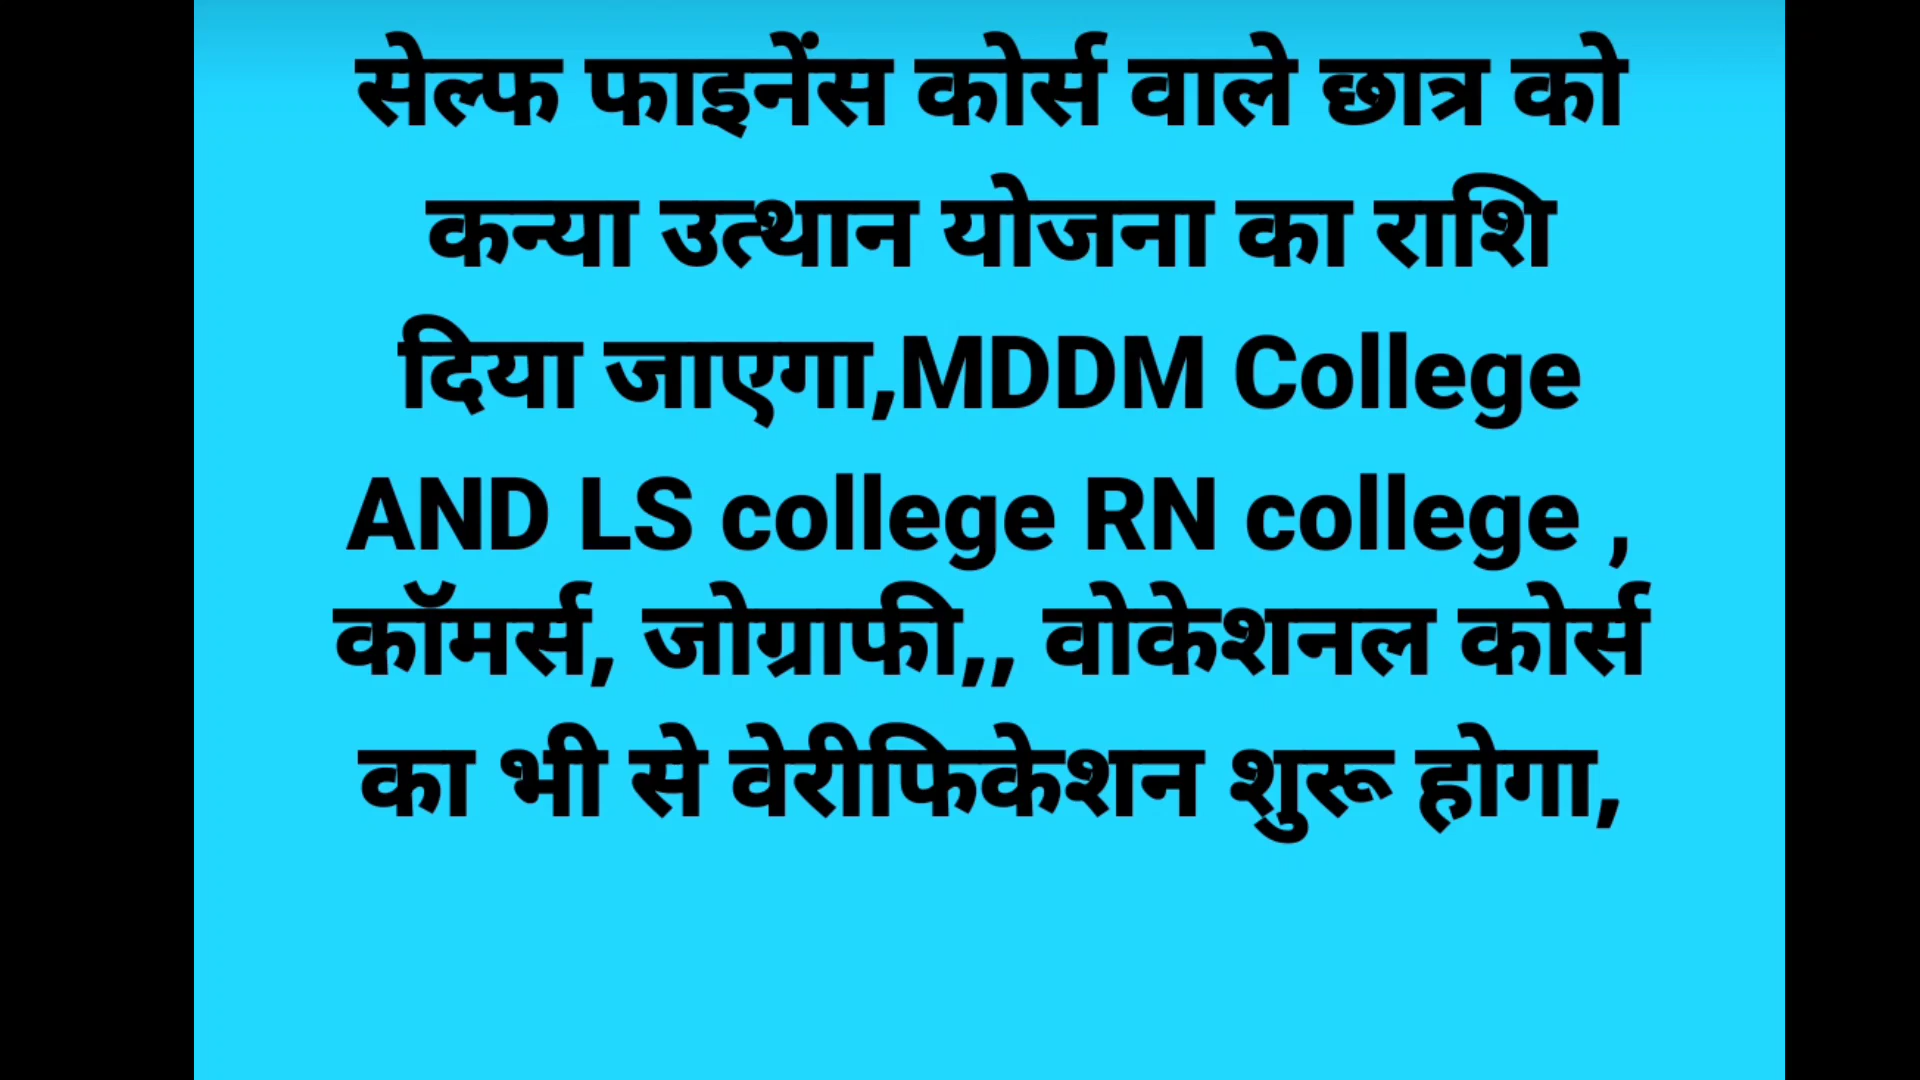 सेल्फ फाइनेंस कोर्स वाले छात्र को
कन्या उत्थान योजना का राशि
दिया जाएगा,MDDM College
AND LS college RN college ,
कॉमर्स, जोग्राफी,, वोकेशनल कोर्स
का भी से वेरीफिकेशन शुरू होगा,